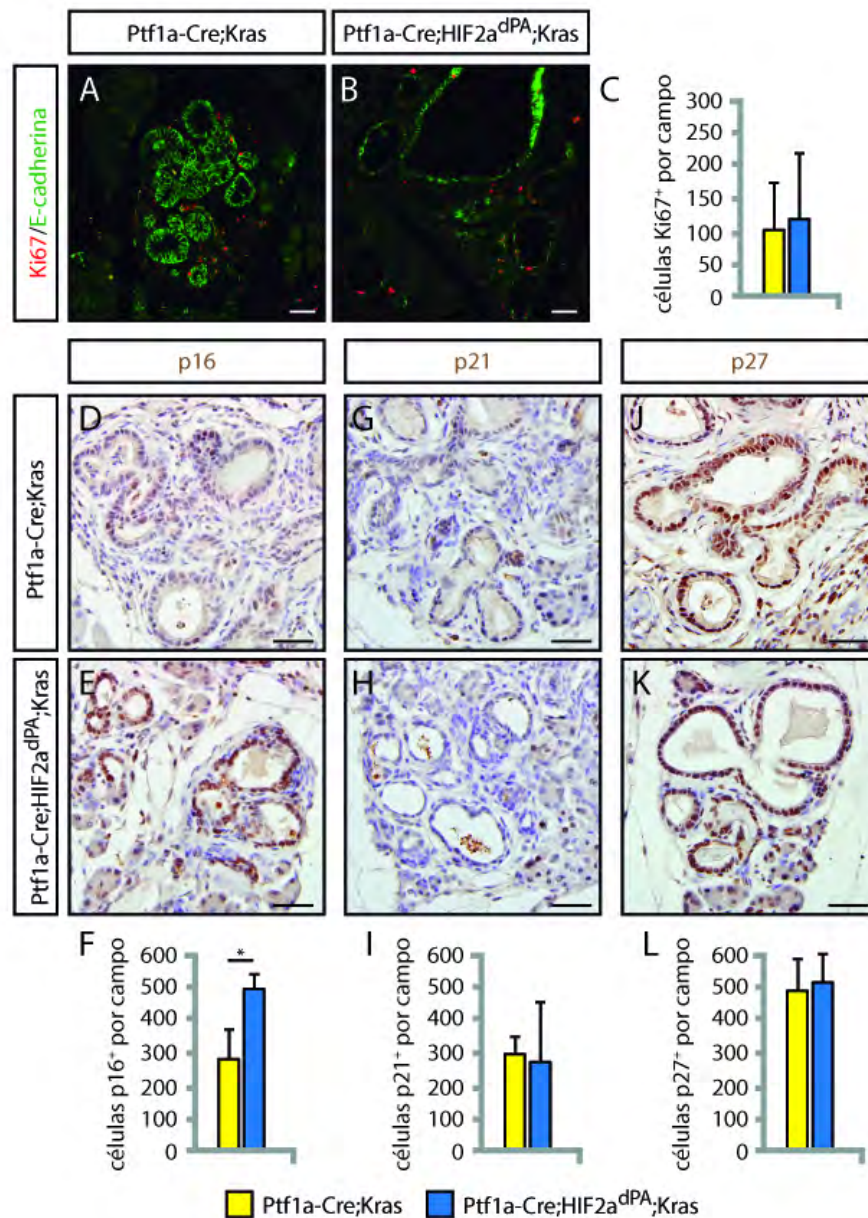 Ptf1a-Cre;Kras
Ptf1a-Cre;HIF2a^dPA;Kras
Ki67/E-cadherina
A
B
C
células Ki67⁺ por campo
300
250
200
150
100
50
0
p16
p21
p27
Ptf1a-Cre;Kras
D
G
J
Ptf1a-Cre;HIF2a^dPA;Kras
E
H
K
F
células p16⁺ por campo
600
500
400
300
200
100
0
*
I
células p21⁺ por campo
600
500
400
300
200
100
0
L
células p27⁺ por campo
600
500
400
300
200
100
0
Ptf1a-Cre;Kras
Ptf1a-Cre;HIF2a^dPA;Kras